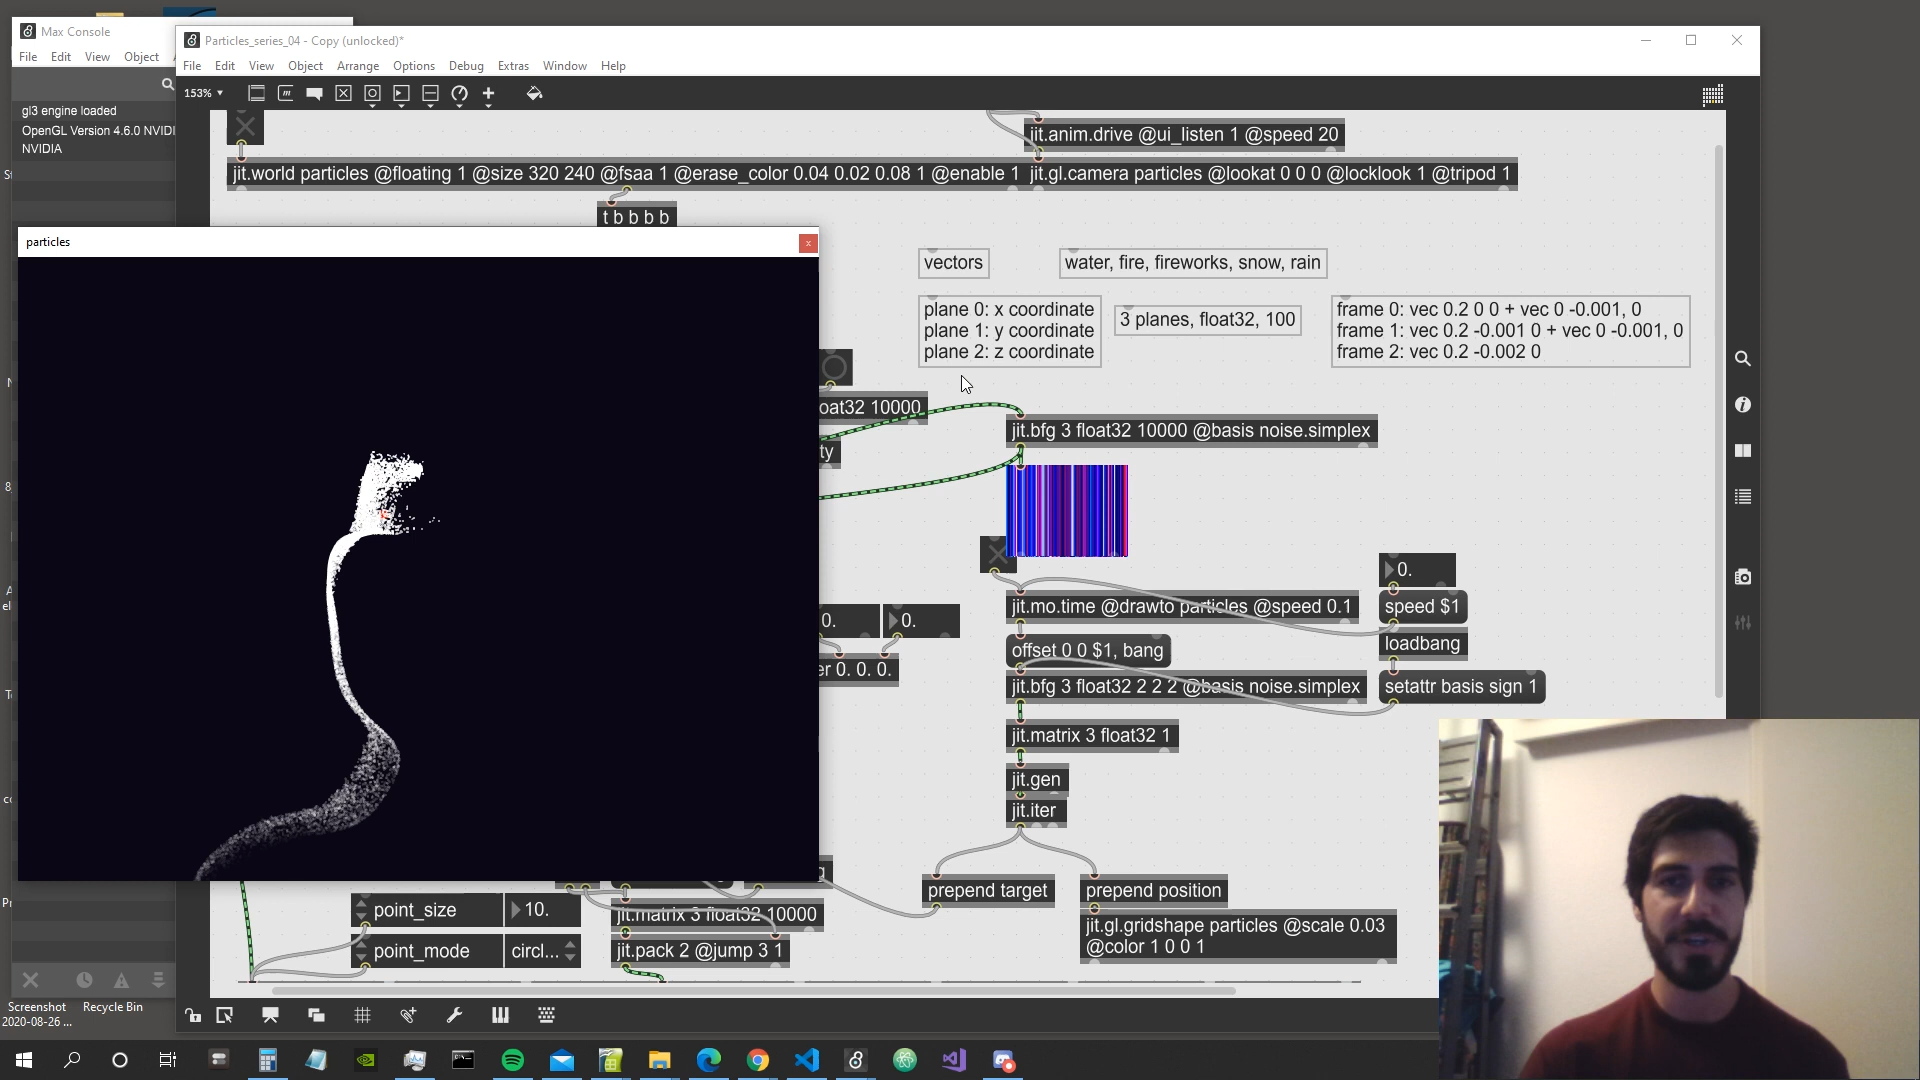 Max Console
File Edit View Object
gl3 engine loaded
OpenGL Version 4.6.0 NVIDI
NVIDIA
Particles_series_04 - Copy (unlocked)*
File Edit View Object Arrange Options Debug Extras Window Help
153%
jit.anim.drive @ui_listen 1 @speed 20
jit.world particles @floating 1 @size 320 240 @fsaa 1 @erase_color 0.04 0.02 0.08 1 @enable 1
jit.gl.camera particles @lookat 0 0 0 @locklook 1 @tripod 1
t b b b b
particles
x
vectors
water, fire, fireworks, snow, rain
plane 0: x coordinate
plane 1: y coordinate
plane 2: z coordinate
3 planes, float32, 100
frame 0: vec 0.2 0 0 + vec 0 -0.001, 0
frame 1: vec 0.2 -0.001 0 + vec 0 -0.001, 0
frame 2: vec 0.2 -0.002 0
oat32 10000
ty
jit.bfg 3 float32 10000 @basis noise.simplex
0.
jit.mo.time @drawto particles @speed 0.1
speed $1
0.
0.
offset 0 0 $1, bang
loadbang
er 0. 0. 0.
jit.bfg 3 float32 2 2 2 @basis noise.simplex
setattr basis sign 1
jit.matrix 3 float32 1
jit.gen
jit.iter
prepend target
prepend position
point_size
10.
jit.matrix 3 float32 10000
jit.gl.gridshape particles @scale 0.03
@color 1 0 0 1
point_mode
circl...
jit.pack 2 @jump 3 1
Screenshot
2020-08-26 ...
Recycle Bin